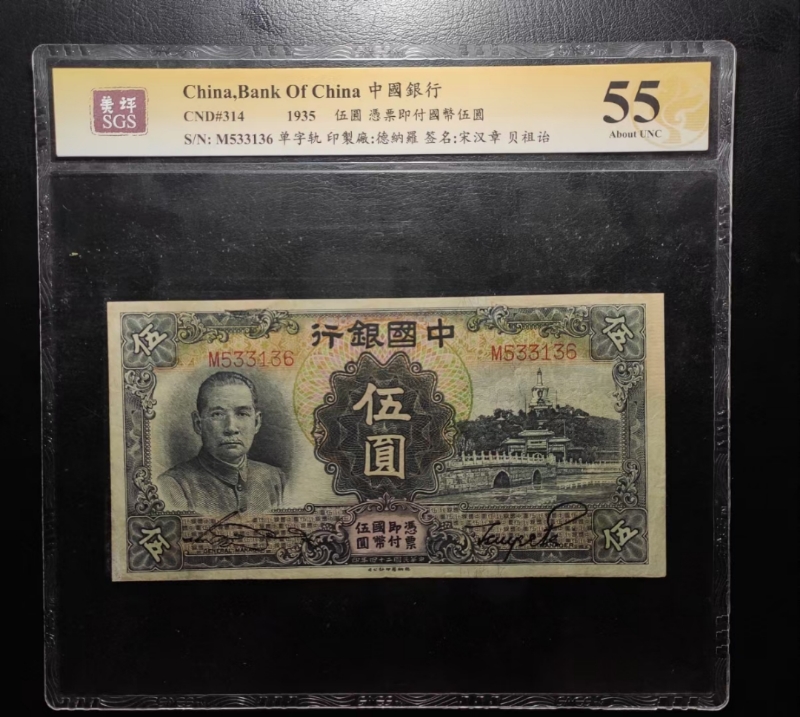 美坪
SGS
China,Bank Of China 中國銀行
CND#314 1935 伍圓 憑票即付國幣伍圓
S/N: M533136 单字轨 印製廠:德納羅 签名:宋汉章 贝祖诒
55
About UNC
伍
伍
行銀國中
M533136
M533136
伍圓
憑票
即付
國幣
伍圓
伍
伍